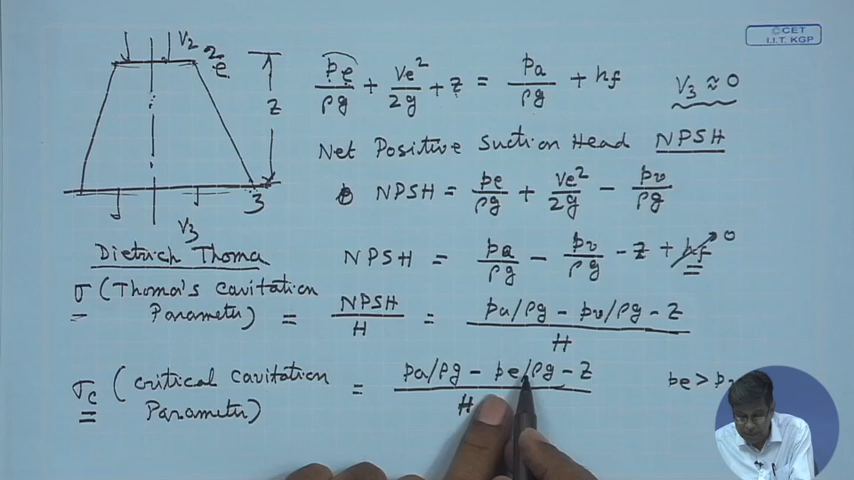 ©CET
I.I.T. KGP
V₂ 2
e
z
3
V₃
pe/ρg + Ve²/2g + z = pa/ρg + hf
V₃ ≈ 0
Net Positive Suction Head NPSH
NPSH = pe/ρg + Ve²/2g − pv/ρg
NPSH = pa/ρg − pv/ρg − z + hf 0
Dietrich Thoma
σ (Thoma's cavitation
Parameter) = NPSH/H = (pa/ρg − pv/ρg − z)/H
σc (critical cavitation
Parameter) = (pa/ρg − pe/ρg − z)/H
pe > p